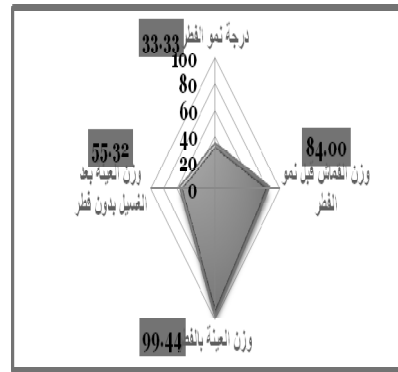 درجة نمو الفطر 33.33
100
80
60
40
20
0
84.00
وزن القماش قبل نمو
الفطر
55.32
وزن العينة بعد
الغسيل بدون فطر
وزن العينة بالفطر 99.44